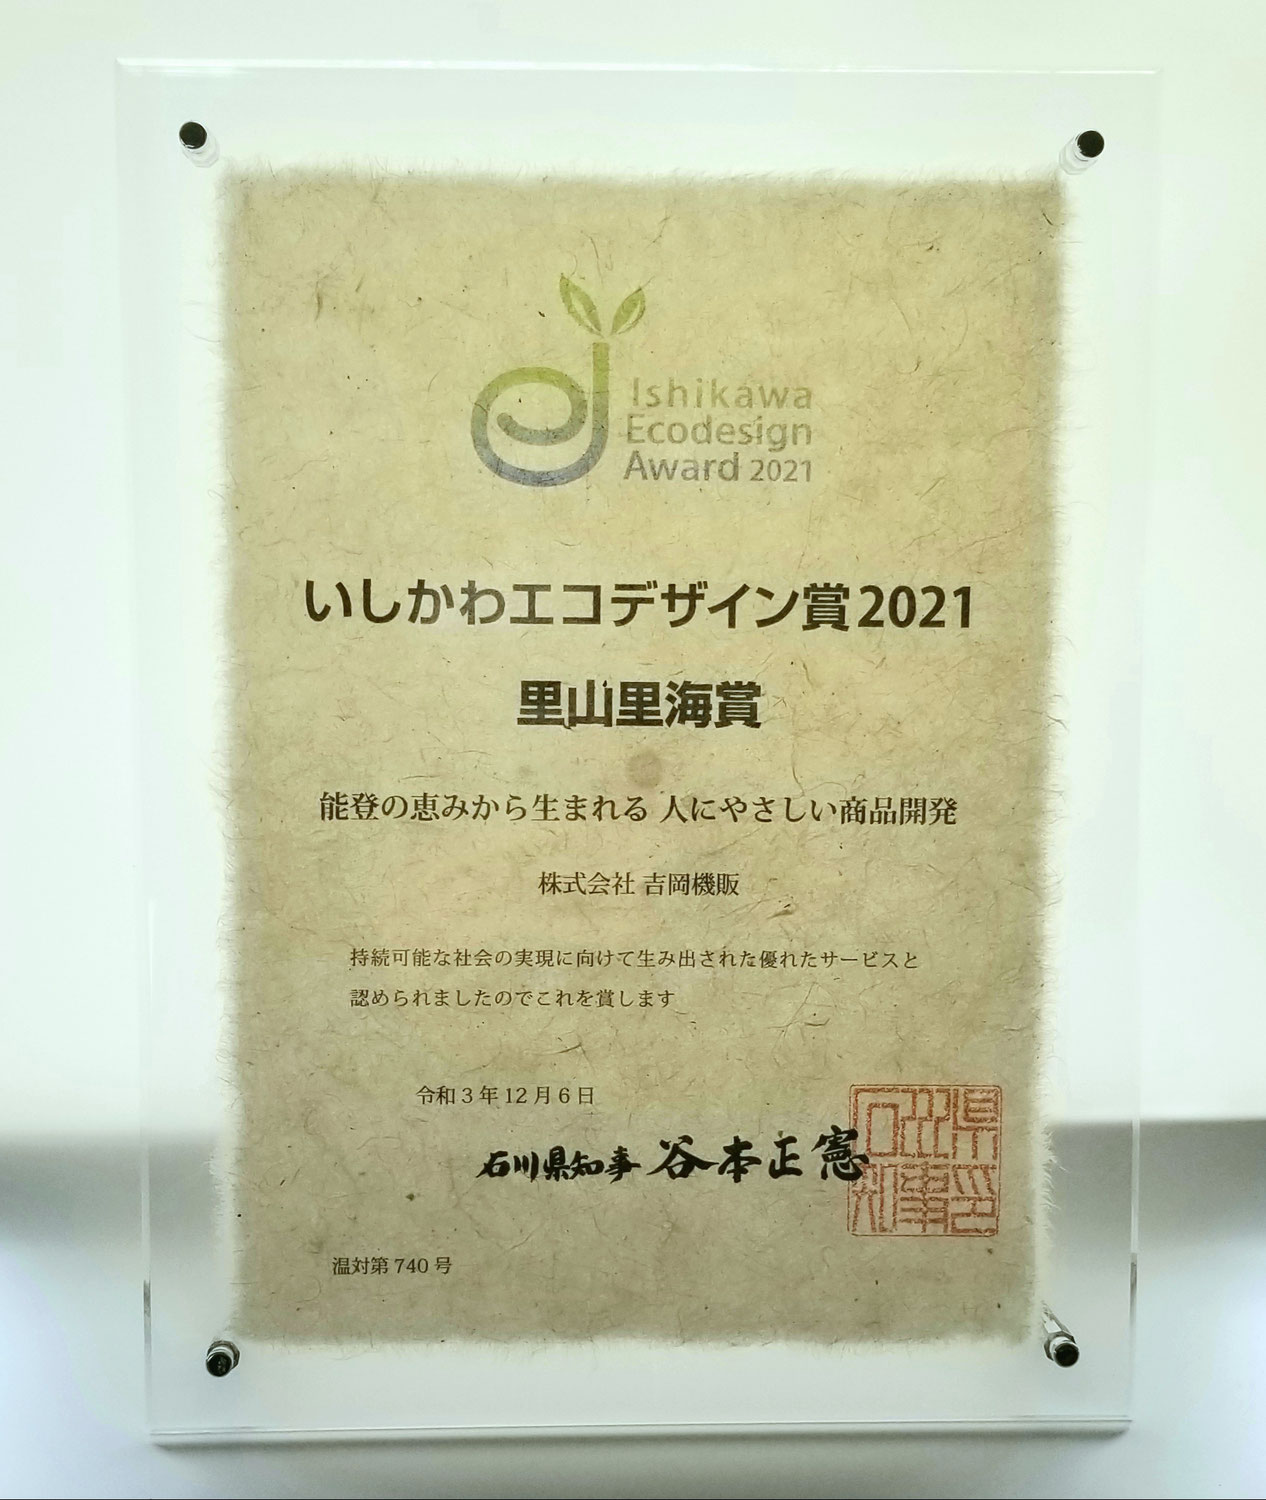 Ishikawa
Ecodesign
Award 2021
いしかわエコデザイン賞2021
里山里海賞
能登の恵みから生まれる 人にやさしい商品開発
株式会社 吉岡機販
持続可能な社会の実現に向けて生み出された優れたサービスと
認められましたのでこれを賞します
令和3年12月6日
石川県知事 谷本正憲
石川県知事印
温対第740号